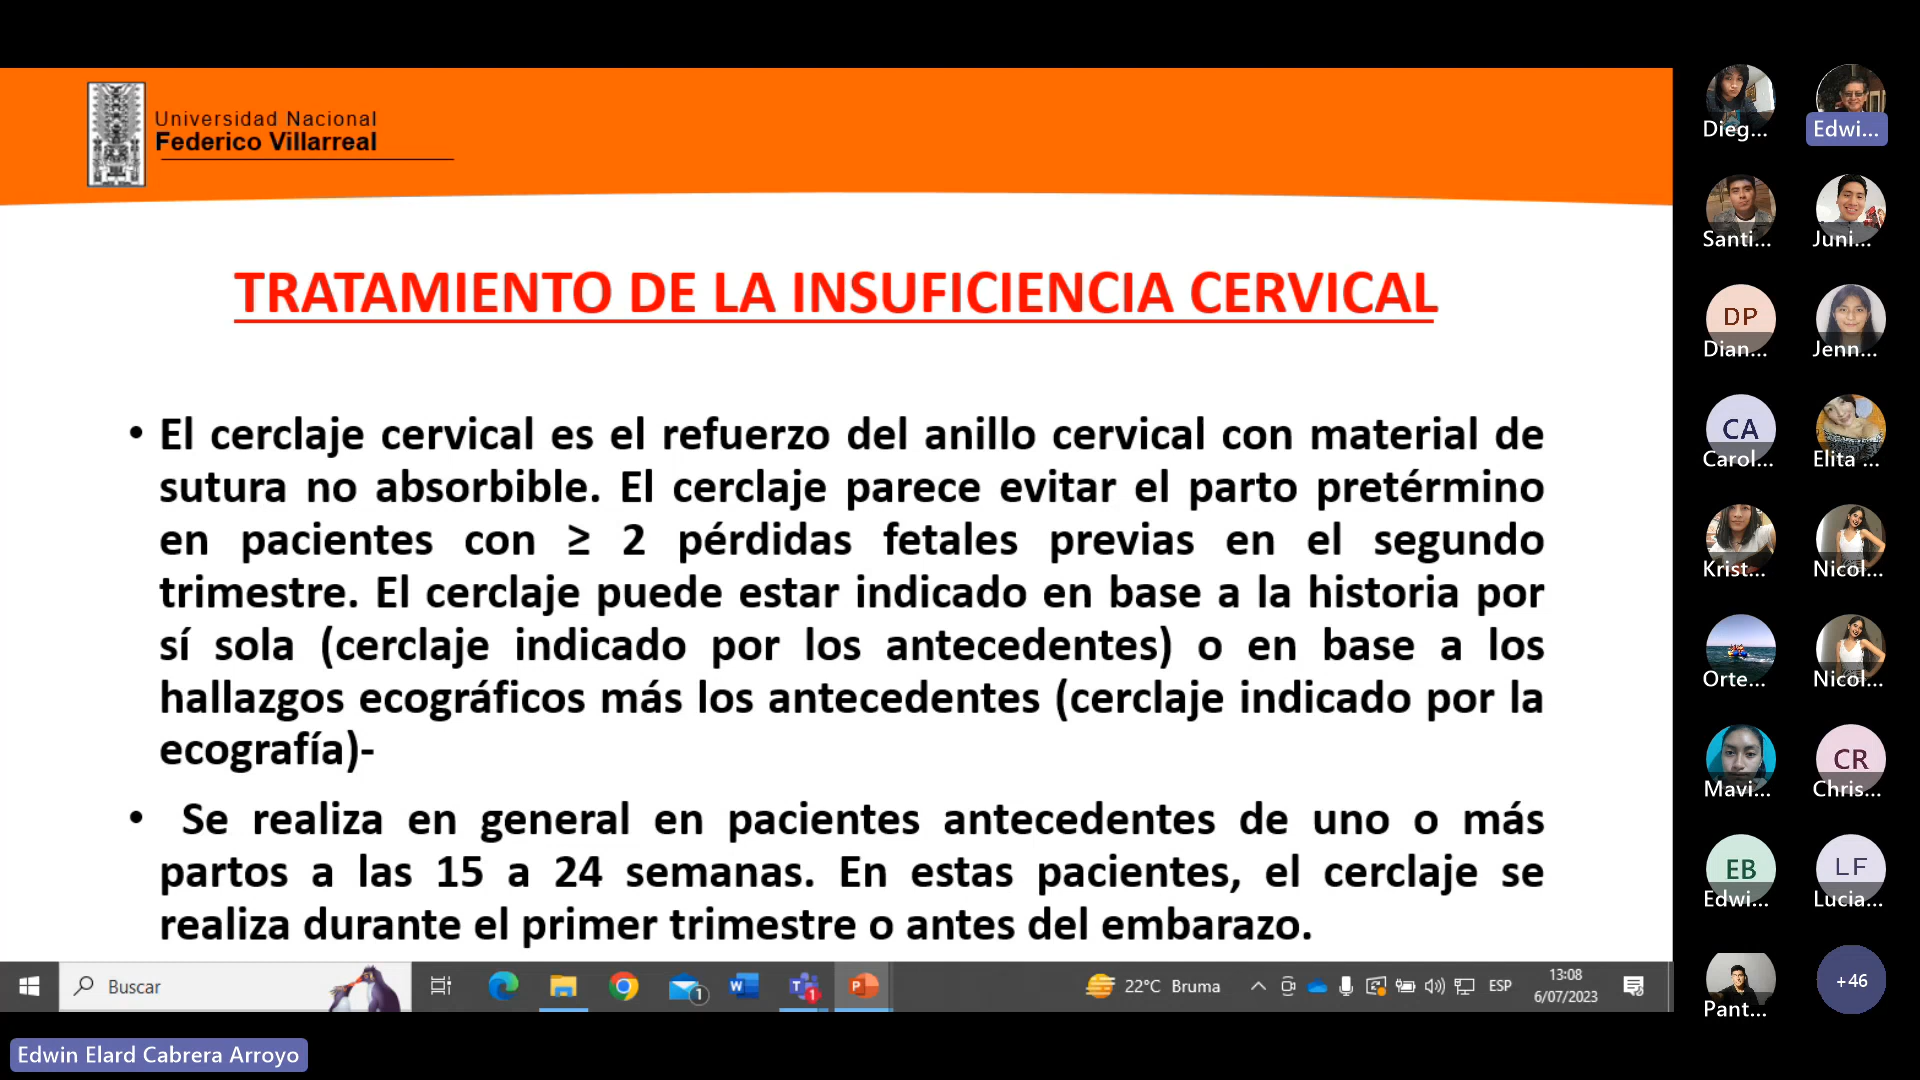 Universidad Nacional
Federico Villarreal
TRATAMIENTO DE LA INSUFICIENCIA CERVICAL
• El cerclaje cervical es el refuerzo del anillo cervical con material de
sutura no absorbible. El cerclaje parece evitar el parto pretérmino
en pacientes con ≥ 2 pérdidas fetales previas en el segundo
trimestre. El cerclaje puede estar indicado en base a la historia por
sí sola (cerclaje indicado por los antecedentes) o en base a los
hallazgos ecográficos más los antecedentes (cerclaje indicado por la
ecografía)-
• Se realiza en general en pacientes antecedentes de uno o más
partos a las 15 a 24 semanas. En estas pacientes, el cerclaje se
realiza durante el primer trimestre o antes del embarazo.
Buscar
1
1
22°C Bruma
ESP
13:08
6/07/2023
Edwin Elard Cabrera Arroyo
Dieg...
Edwi...
Santi...
Juni...
DP
Dian...
Jenn...
CA
Carol...
Elita ...
Krist...
Nicol...
Orte...
Nicol...
Mavi...
CR
Chris...
EB
Edwi...
LF
Lucia...
Pant...
+46